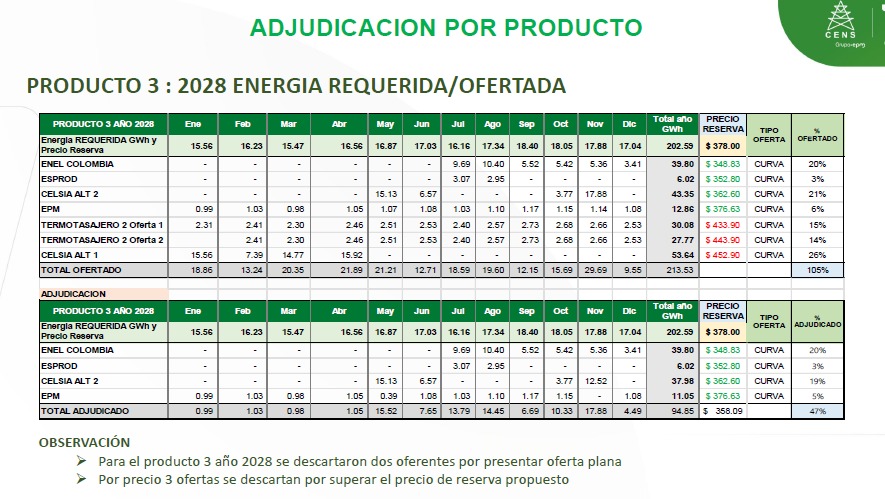 ADJUDICACION POR PRODUCTO
CENS
Grupo·epm
PRODUCTO 3 : 2028 ENERGIA REQUERIDA/OFERTADA
PRODUCTO 3 AÑO 2028 Ene Feb Mar Abr May Jun Jul Ago Sep Oct Nov Dic Total año GWh PRECIO RESERVA TIPO OFERTA % OFERTADO
Energia REQUERIDA GWh y Precio Reserva 15.56 16.23 15.47 16.56 16.87 17.03 16.16 17.34 18.40 18.05 17.88 17.04 202.59 $ 378.00
ENEL COLOMBIA - - - - - - 9.69 10.40 5.52 5.42 5.36 3.41 39.80 $ 348.83 CURVA 20%
ESPROD - - - - - - 3.07 2.95 - - - - 6.02 $ 352.80 CURVA 3%
CELSIA ALT 2 - - - - 15.13 6.57 - - - 3.77 17.88 - 43.35 $ 362.60 CURVA 21%
EPM 0.99 1.03 0.98 1.05 1.07 1.08 1.03 1.10 1.17 1.15 1.14 1.08 12.86 $ 376.63 CURVA 6%
TERMOTASAJERO 2 Oferta 1 2.31 2.41 2.30 2.46 2.51 2.53 2.40 2.57 2.73 2.68 2.66 2.53 30.08 $ 433.90 CURVA 15%
TERMOTASAJERO 2 Oferta 2 2.41 2.30 2.46 2.51 2.53 2.40 2.57 2.73 2.68 2.66 2.53 27.77 $ 443.90 CURVA 14%
CELSIA ALT 1 15.56 7.39 14.77 15.92 - - - - - - - - 53.64 $ 452.90 CURVA 26%
TOTAL OFERTADO 18.86 13.24 20.35 21.89 21.21 12.71 18.59 19.60 12.15 15.69 29.69 9.55 213.53 105%
ADJUDICACION
PRODUCTO 3 AÑO 2028 Ene Feb Mar Abr May Jun Jul Ago Sep Oct Nov Dic Total año GWh PRECIO RESERVA TIPO OFERTA % ADJUDICADO
Energia REQUERIDA GWh y Precio Reserva 15.56 16.23 15.47 16.56 16.87 17.03 16.16 17.34 18.40 18.05 17.88 17.04 202.59 $ 378.00
ENEL COLOMBIA - - - - - - 9.69 10.40 5.52 5.42 5.36 3.41 39.80 $ 348.83 CURVA 20%
ESPROD - - - - - - 3.07 2.95 - - - - 6.02 $ 352.80 CURVA 3%
CELSIA ALT 2 - - - - 15.13 6.57 - - - 3.77 12.52 - 37.98 $ 362.60 CURVA 19%
EPM 0.99 1.03 0.98 1.05 0.39 1.08 1.03 1.10 1.17 1.15 - 1.08 11.05 $ 376.63 CURVA 5%
TOTAL ADJUDICADO 0.99 1.03 0.98 1.05 15.52 7.65 13.79 14.45 6.69 10.33 17.88 4.49 94.85 $ 358.09 47%
OBSERVACIÓN
➢ Para el producto 3 año 2028 se descartaron dos oferentes por presentar oferta plana
➢ Por precio 3 ofertas se descartan por superar el precio de reserva propuesto